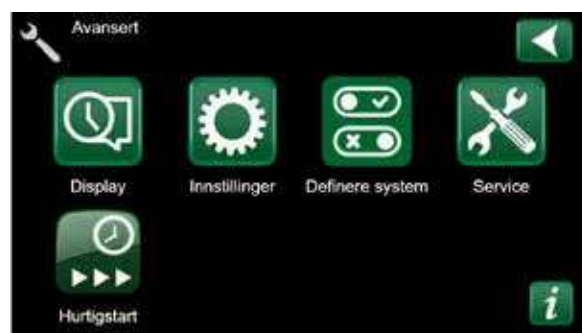 Avansert
Display
Innstillinger
Definere system
Service
Hurtigstart
i